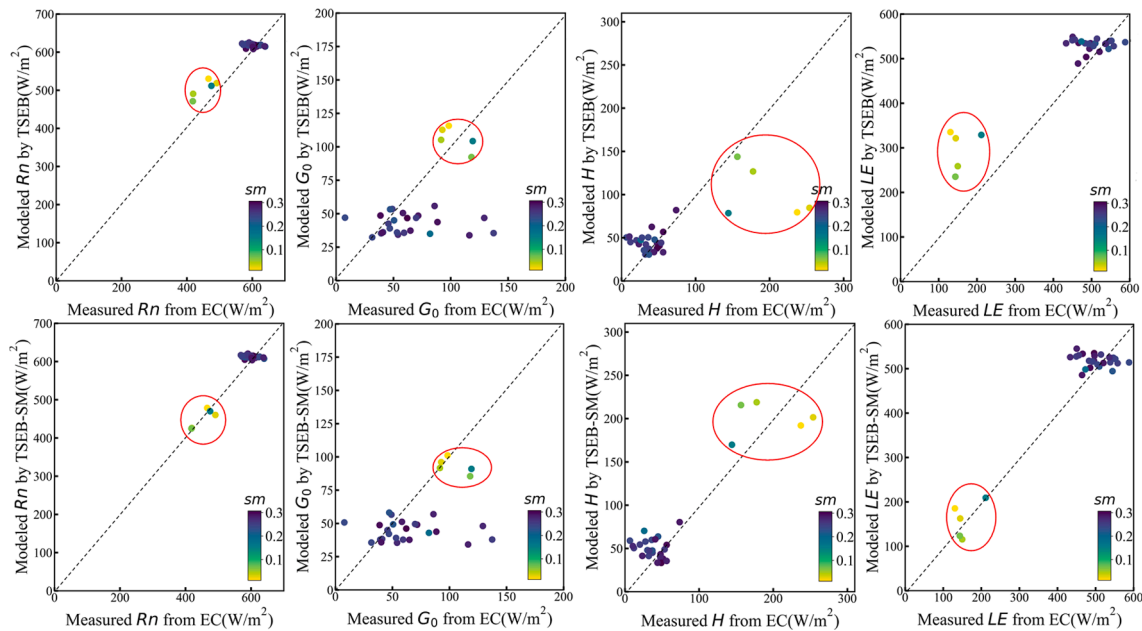 Modeled Rn by TSEB(W/m²)
700
600
500
400
300
200
100
0
0 200 400 600
sm
0.3
0.2
0.1
Measured Rn from EC(W/m²)
Modeled G₀ by TSEB(W/m²)
200
175
150
125
100
75
50
25
0
0 50 100 150 200
sm
0.3
0.2
0.1
Measured G₀ from EC(W/m²)
Modeled H by TSEB(W/m²)
300
250
200
150
100
50
0
0 100 200 300
sm
0.3
0.2
0.1
Measured H from EC(W/m²)
Modeled LE by TSEB(W/m²)
600
500
400
300
200
100
0
0 100 200 300 400 500 600
sm
0.3
0.2
0.1
Measured LE from EC(W/m²)
Modeled Rn by TSEB-SM(W/m²)
700
600
500
400
300
200
100
0
0 200 400 600
sm
0.3
0.2
0.1
Measured Rn from EC(W/m²)
Modeled G₀ by TSEB-SM(W/m²)
200
175
150
125
100
75
50
25
0
0 50 100 150 200
sm
0.3
0.2
0.1
Measured G₀ from EC(W/m²)
Modeled H by TSEB-SM(W/m²)
300
250
200
150
100
50
0
0 100 200 300
sm
0.3
0.2
0.1
Measured H from EC(W/m²)
Modeled LE by TSEB-SM(W/m²)
600
500
400
300
200
100
0
0 100 200 300 400 500 600
sm
0.3
0.2
0.1
Measured LE from EC(W/m²)